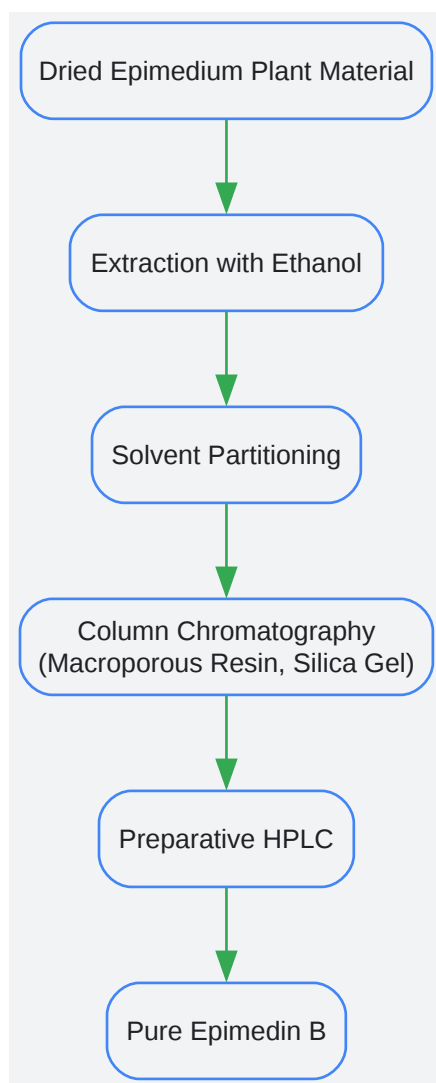 Dried Epimedium Plant Material
Extraction with Ethanol
Solvent Partitioning
Column Chromatography
(Macroporous Resin, Silica Gel)
Preparative HPLC
Pure Epimedin B